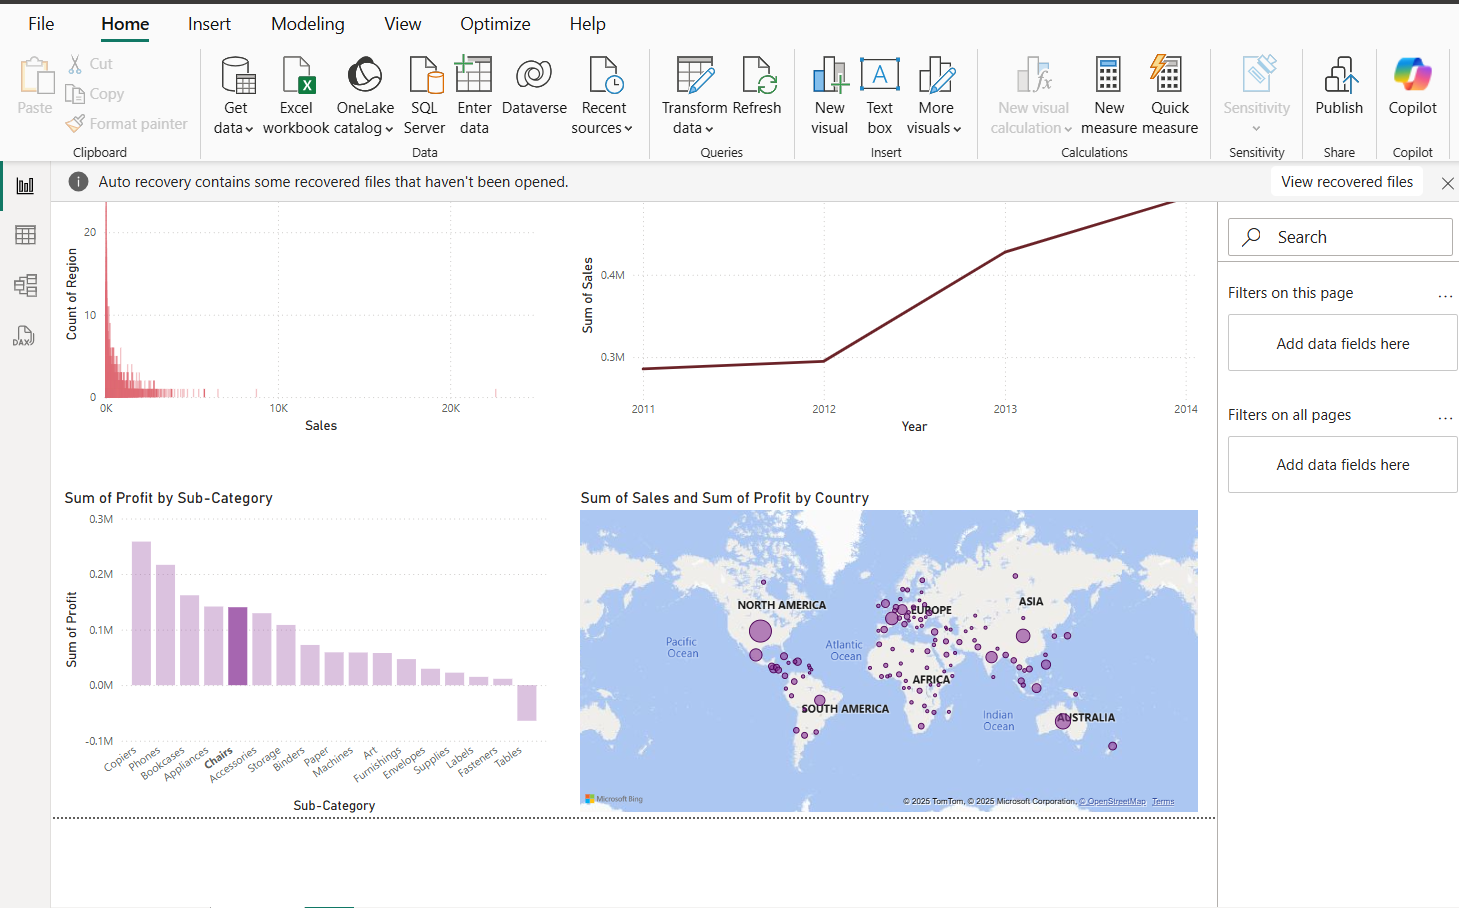 File Home Insert Modeling View Optimize Help
Paste
Cut
Copy
Format painter
Clipboard
Get data
Excel workbook
OneLake catalog
SQL Server
Enter data
Dataverse
Recent sources
Data
Transform data
Refresh
Queries
New visual
Text box
More visuals
Insert
New visual calculation
New measure
Quick measure
Calculations
Sensitivity
Sensitivity
Publish
Share
Copilot
Copilot
Auto recovery contains some recovered files that haven't been opened.
View recovered files
DAX
Count of Region
20
10
0
0K 10K 20K
Sales
Sum of Sales
0.4M
0.3M
2011 2012 2013 2014
Year
Sum of Profit by Sub-Category
Sum of Profit
0.3M
0.2M
0.1M
0.0M
-0.1M
Copiers Phones Bookcases Appliances Chairs Accessories Storage Binders Paper Machines Art Furnishings Envelopes Supplies Labels Fasteners Tables
Sub-Category
Sum of Sales and Sum of Profit by Country
NORTH AMERICA
EUROPE
ASIA
Pacific Ocean
Atlantic Ocean
AFRICA
SOUTH AMERICA
Indian Ocean
AUSTRALIA
Microsoft Bing
© 2025 TomTom, © 2025 Microsoft Corporation, © OpenStreetMap Terms
Search
Filters on this page
...
Add data fields here
Filters on all pages
...
Add data fields here